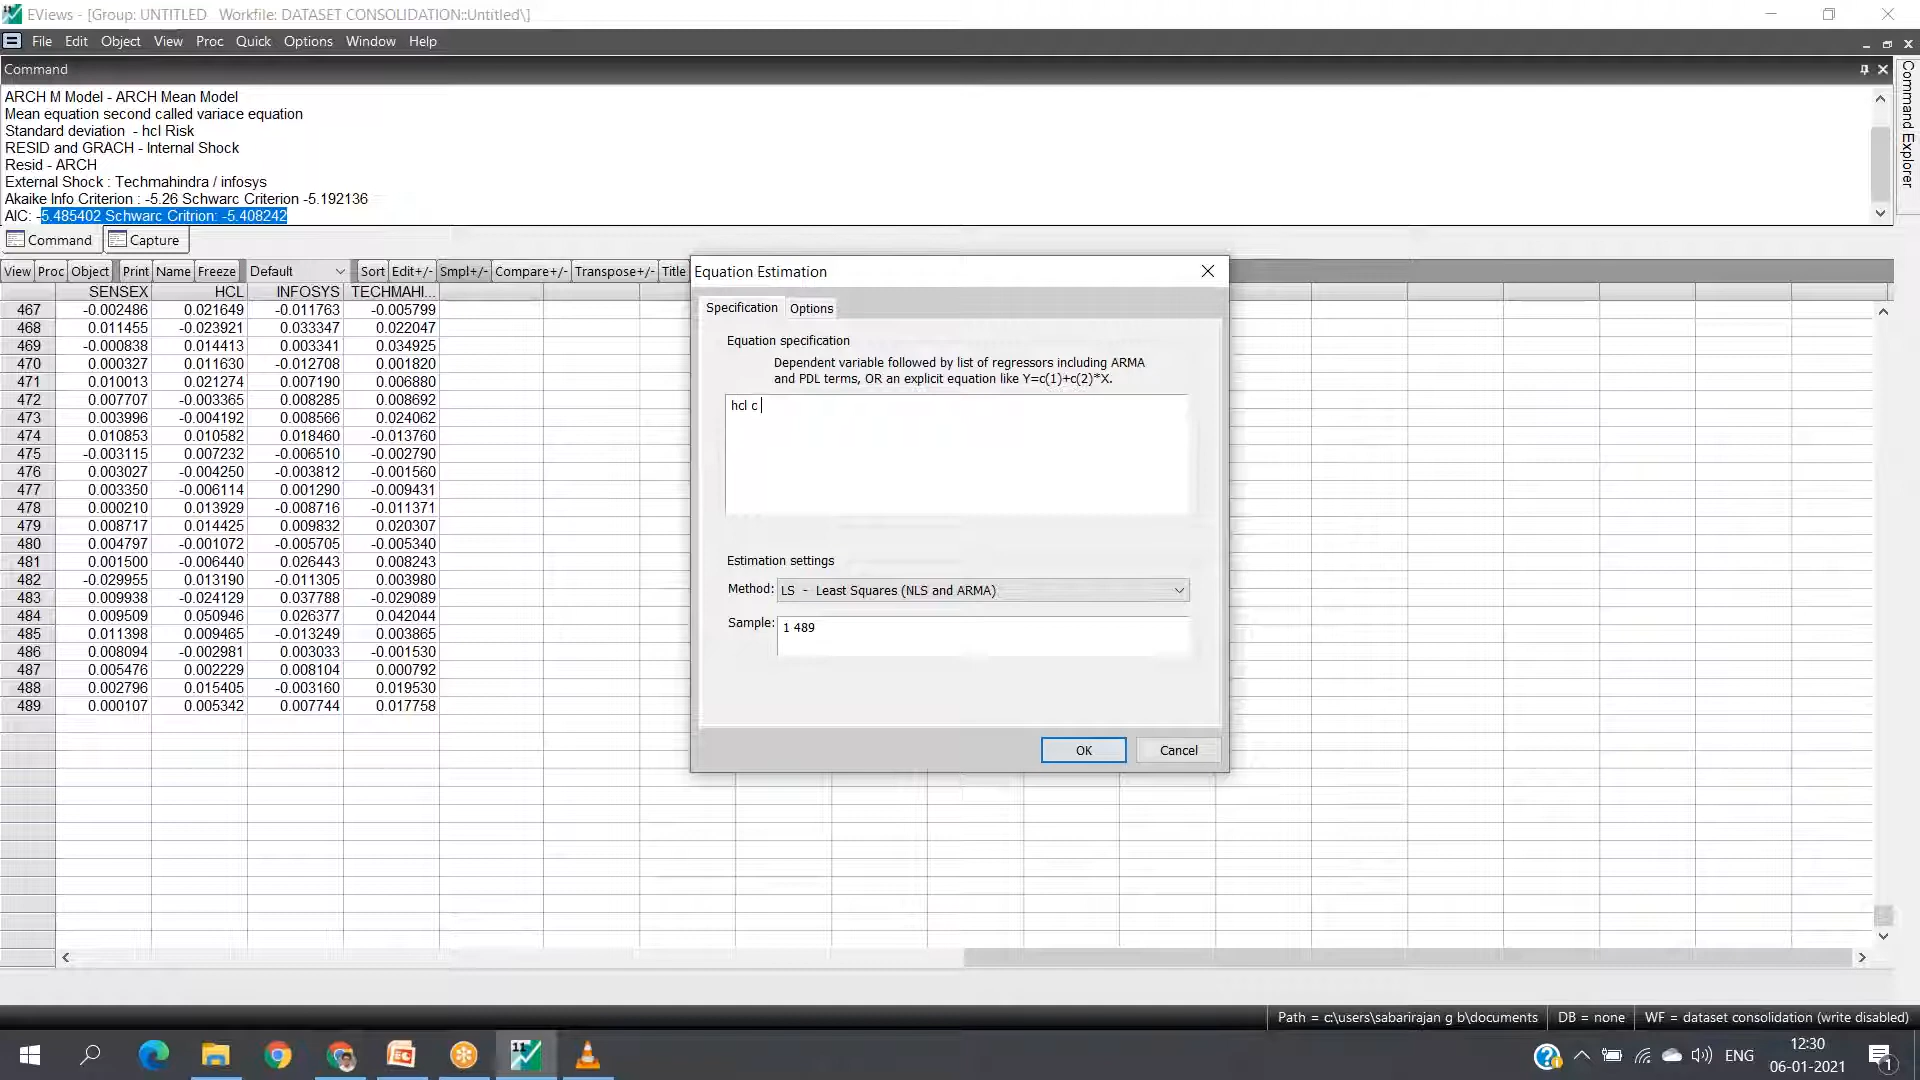 EViews - [Group: UNTITLED   Workfile: DATASET CONSOLIDATION::Untitled\]
File Edit Object View Proc Quick Options Window Help
Command
ARCH M Model - ARCH Mean Model
Mean equation second called variace equation
Standard deviation  - hcl Risk
RESID and GRACH - Internal Shock
Resid - ARCH
External Shock : Techmahindra / infosys
Akaike Info Criterion : -5.26 Schwarc Criterion -5.192136
AIC: -5.485402 Schwarc Critrion: -5.408242
Command Explorer
Command Capture
View Proc Object Print Name Freeze Default Sort Edit+/- Smpl+/- Compare+/- Transpose+/- Title
SENSEX HCL INFOSYS TECHMAHI...
467 -0.002486 0.021649 -0.011763 -0.005799
468 0.011455 -0.023921 0.033347 0.022047
469 -0.000838 0.014413 0.003341 0.034925
470 0.000327 0.011630 -0.012708 0.001820
471 0.010013 0.021274 0.007190 0.006880
472 0.007707 -0.003365 0.008285 0.008692
473 0.003996 -0.004192 0.008566 0.024062
474 0.010853 0.010582 0.018460 -0.013760
475 -0.003115 0.007232 -0.006510 -0.002790
476 0.003027 -0.004250 -0.003812 -0.001560
477 0.003350 -0.006114 0.001290 -0.009431
478 0.000210 0.013929 -0.008716 -0.011371
479 0.008717 0.014425 0.009832 0.020307
480 0.004797 -0.001072 -0.005705 -0.005340
481 0.001500 -0.006440 0.026443 0.008243
482 -0.029955 0.013190 -0.011305 0.003980
483 0.009938 -0.024129 0.037788 -0.029089
484 0.009509 0.050946 0.026377 0.042044
485 0.011398 0.009465 -0.013249 0.003865
486 0.008094 -0.002981 0.003033 -0.001530
487 0.005476 0.002229 0.008104 0.000792
488 0.002796 0.015405 -0.003160 0.019530
489 0.000107 0.005342 0.007744 0.017758
Equation Estimation
Specification Options
Equation specification
Dependent variable followed by list of regressors including ARMA
and PDL terms, OR an explicit equation like Y=c(1)+c(2)*X.
hcl c
Estimation settings
Method: LS  -  Least Squares (NLS and ARMA)
Sample: 1 489
OK Cancel
Path = c:\users\sabarirajan g b\documents DB = none WF = dataset consolidation (write disabled)
ENG
12:30
06-01-2021
1